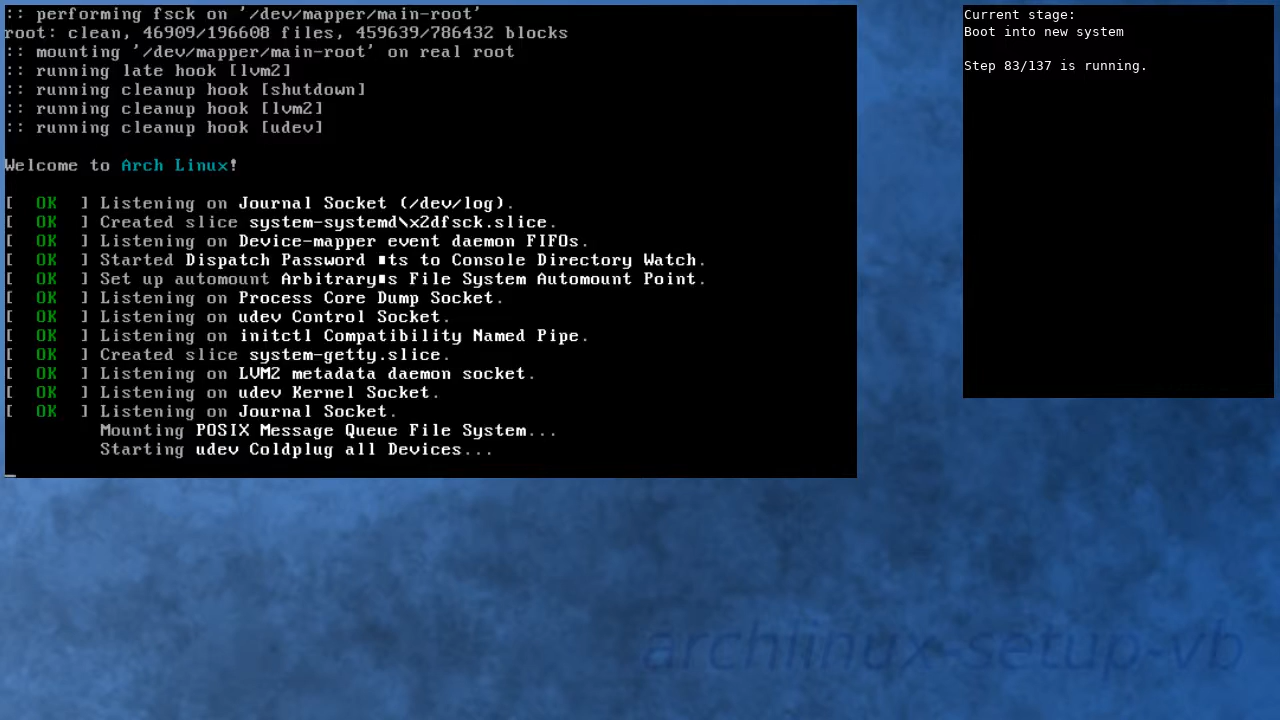 :: performing fsck on '/dev/mapper/main-root'
root: clean, 46909/196608 files, 459639/786432 blocks
:: mounting '/dev/mapper/main-root' on real root
:: running late hook [lvm2]
:: running cleanup hook [shutdown]
:: running cleanup hook [lvm2]
:: running cleanup hook [udev]
Welcome to Arch Linux!
[  OK  ] Listening on Journal Socket (/dev/log).
[  OK  ] Created slice system-systemd\x2dfsck.slice.
[  OK  ] Listening on Device-mapper event daemon FIFOs.
[  OK  ] Started Dispatch Password ■ts to Console Directory Watch.
[  OK  ] Set up automount Arbitrary■s File System Automount Point.
[  OK  ] Listening on Process Core Dump Socket.
[  OK  ] Listening on udev Control Socket.
[  OK  ] Listening on initctl Compatibility Named Pipe.
[  OK  ] Created slice system-getty.slice.
[  OK  ] Listening on LVM2 metadata daemon socket.
[  OK  ] Listening on udev Kernel Socket.
[  OK  ] Listening on Journal Socket.
Mounting POSIX Message Queue File System...
Starting udev Coldplug all Devices...
_
Current stage:
Boot into new system
Step 83/137 is running.
archlinux-setup-vb